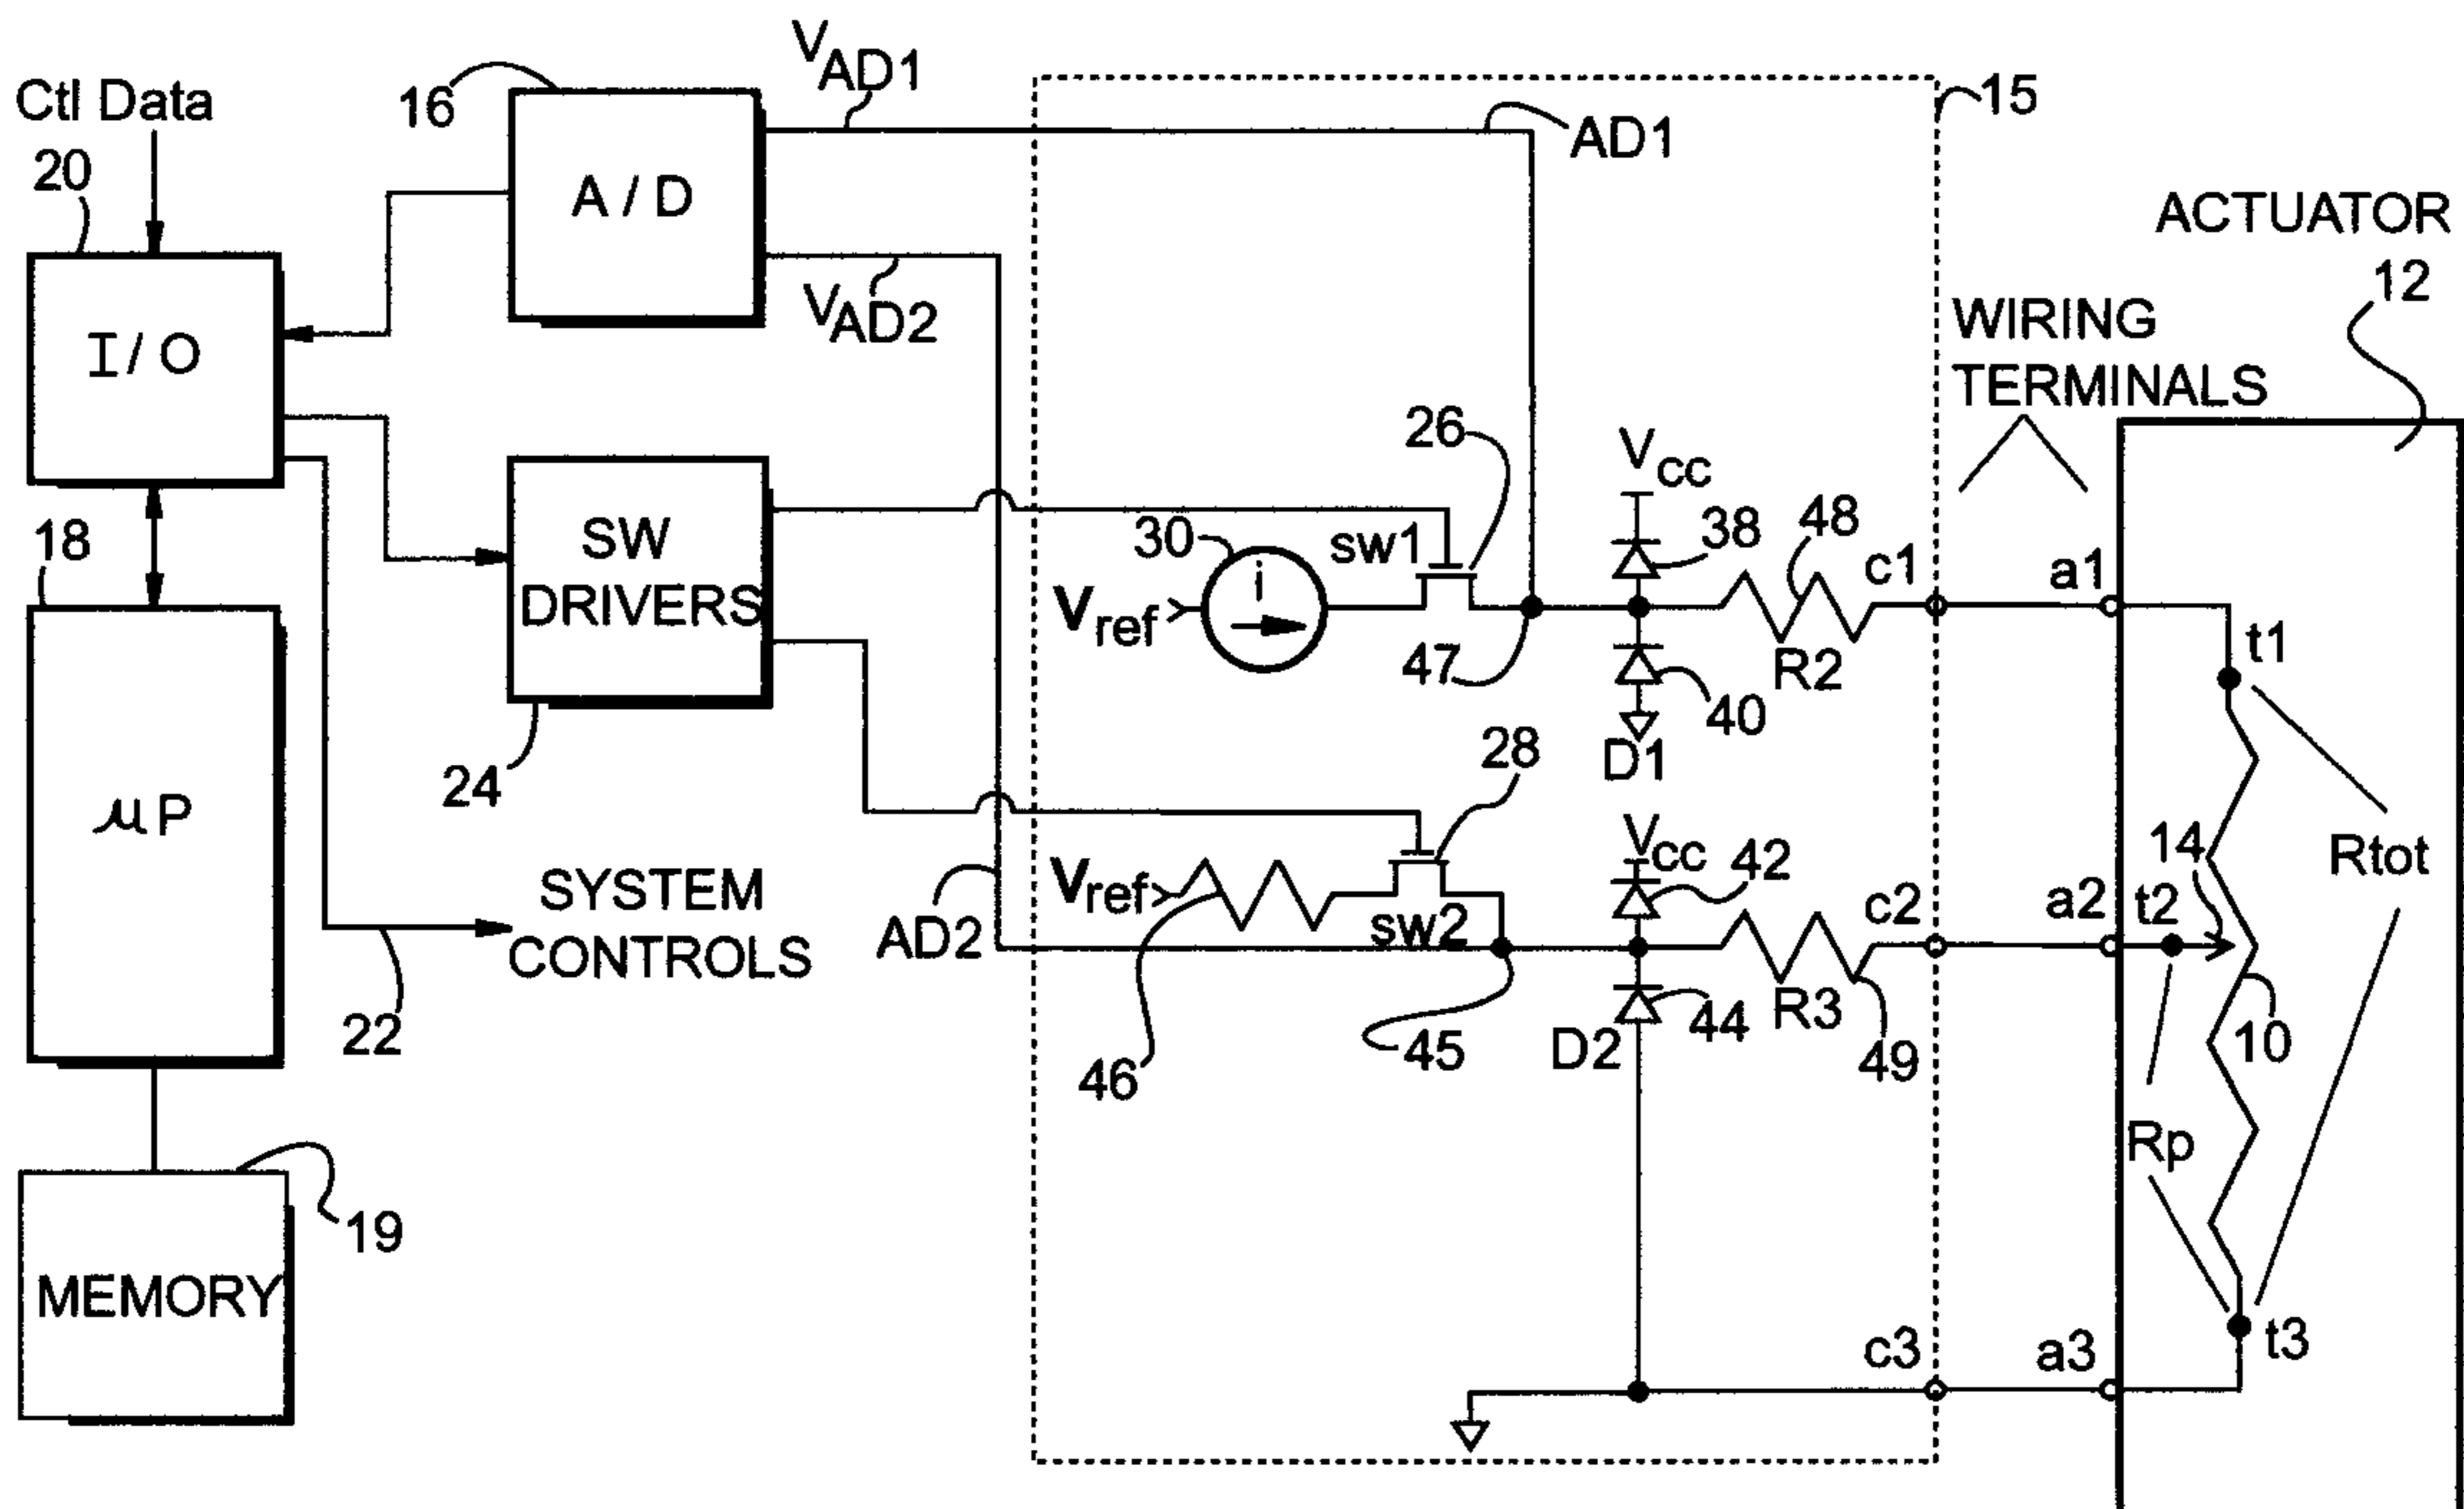 Ctl Data
20
I/O
18
μP
19
MEMORY
16
A/D
VAD1
VAD2
SW
DRIVERS
24
SYSTEM
CONTROLS
22
AD1
AD2
15
26
30
i
sw1
Vref
47
Vcc
38
40
D1
48
R2
c1
28
Vref
46
sw2
45
Vcc
42
44
D2
R3
49
c2
c3
WIRING
TERMINALS
ACTUATOR
12
a1
t1
a2
t2
14
10
Rtot
Rp
a3
t3